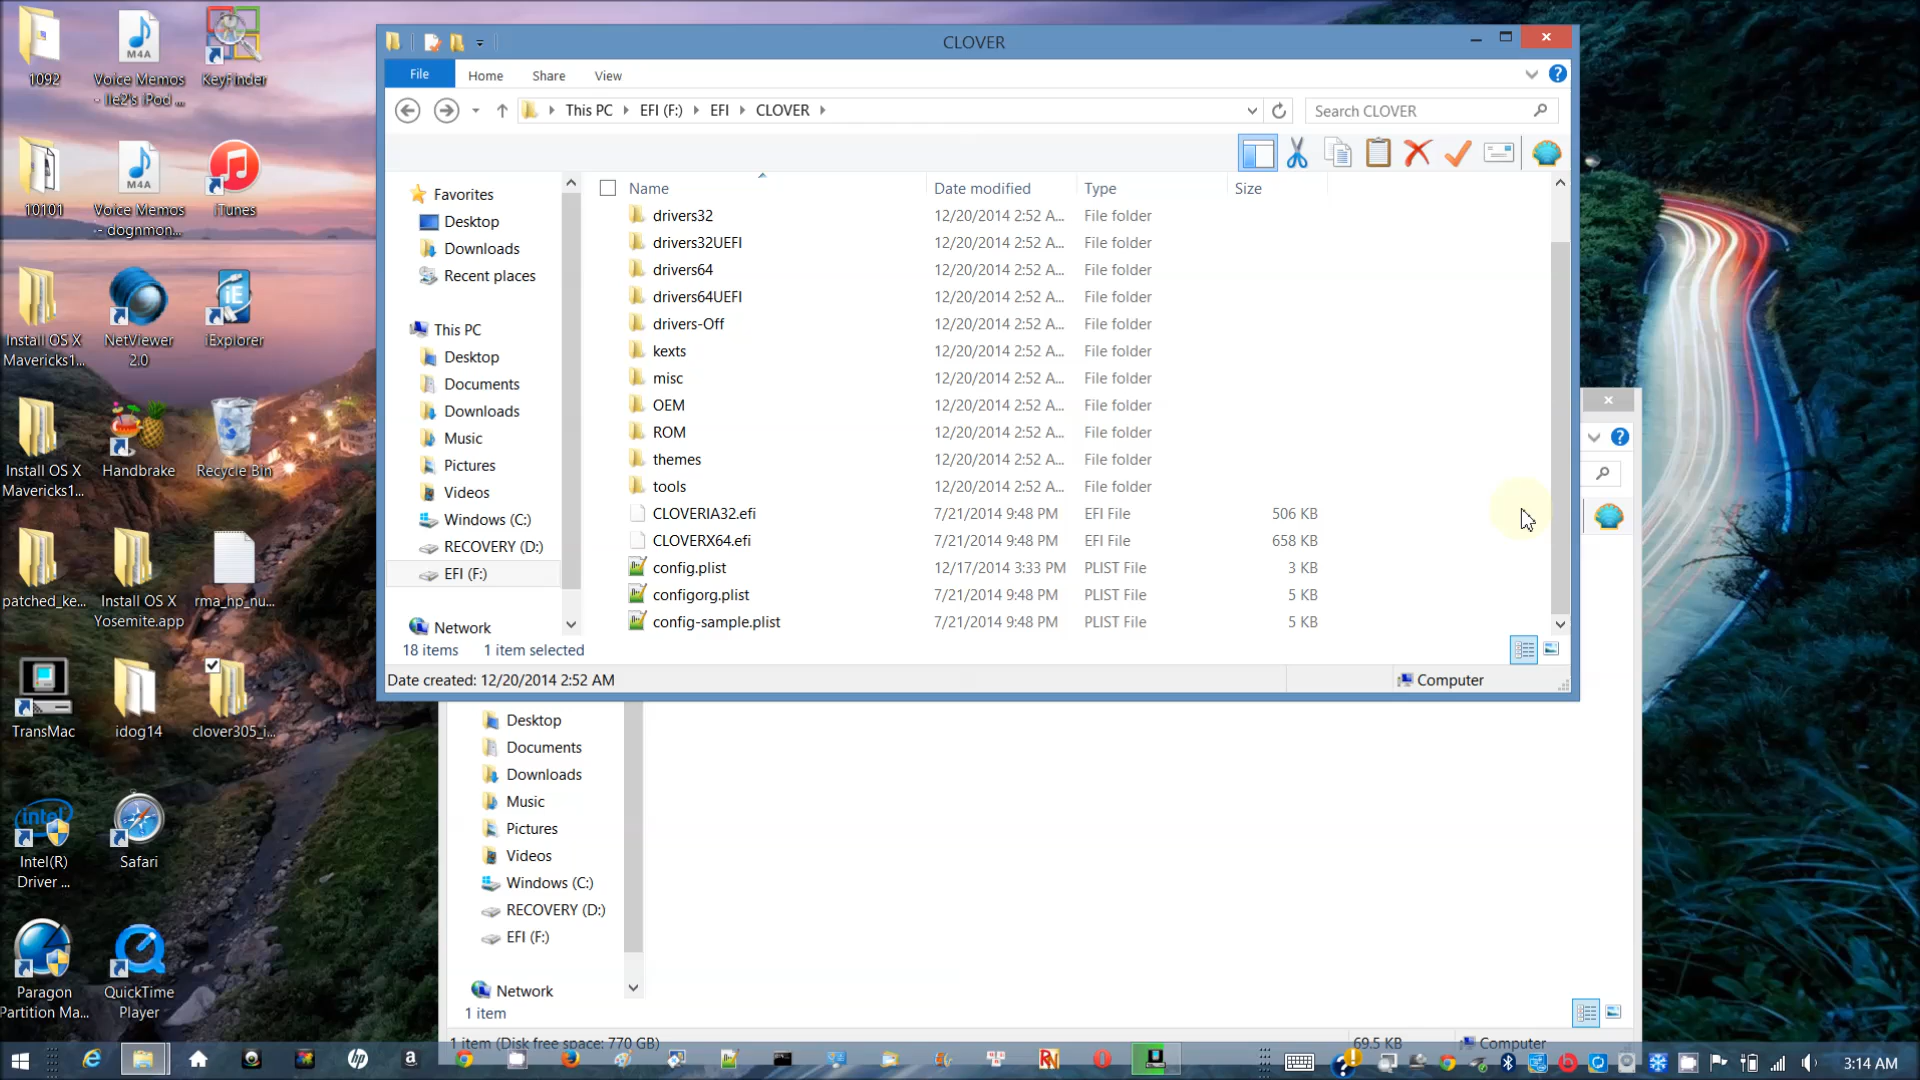 1092
Voice Memos
- lle2's iPod ...
KeyFinder
10101
Voice Memos
-- dognmon...
iTunes
Install OS X
Mavericks1...
NetViewer
2.0
iExplorer
Install OS X
Mavericks1...
Handbrake
Recycle Bin
patched_ke...
Install OS X
Yosemite.app
rma_hp_nu...
TransMac
idog14
clover305_i...
Intel(R)
Driver ...
Safari
Paragon
Partition Ma...
QuickTime
Player
M4A
M4A
iE
intel
CLOVER
File
Home
Share
View
This PC
EFI (F:)
EFI
CLOVER
Search CLOVER
Name
Date modified
Type
Size
Favorites
Desktop
Downloads
Recent places
This PC
Desktop
Documents
Downloads
Music
Pictures
Videos
Windows (C:)
RECOVERY (D:)
EFI (F:)
Network
drivers32 12/20/2014 2:52 A... File folder
drivers32UEFI 12/20/2014 2:52 A... File folder
drivers64 12/20/2014 2:52 A... File folder
drivers64UEFI 12/20/2014 2:52 A... File folder
drivers-Off 12/20/2014 2:52 A... File folder
kexts 12/20/2014 2:52 A... File folder
misc 12/20/2014 2:52 A... File folder
OEM 12/20/2014 2:52 A... File folder
ROM 12/20/2014 2:52 A... File folder
themes 12/20/2014 2:52 A... File folder
tools 12/20/2014 2:52 A... File folder
CLOVERIA32.efi 7/21/2014 9:48 PM EFI File 506 KB
CLOVERX64.efi 7/21/2014 9:48 PM EFI File 658 KB
config.plist 12/17/2014 3:33 PM PLIST File 3 KB
configorg.plist 7/21/2014 9:48 PM PLIST File 5 KB
config-sample.plist 7/21/2014 9:48 PM PLIST File 5 KB
18 items 1 item selected
Date created: 12/20/2014 2:52 AM
Computer
Desktop
Documents
Downloads
Music
Pictures
Videos
Windows (C:)
RECOVERY (D:)
EFI (F:)
Network
1 item
1 item (Disk free space: 770 GB)
69.5 KB
Computer
3:14 AM